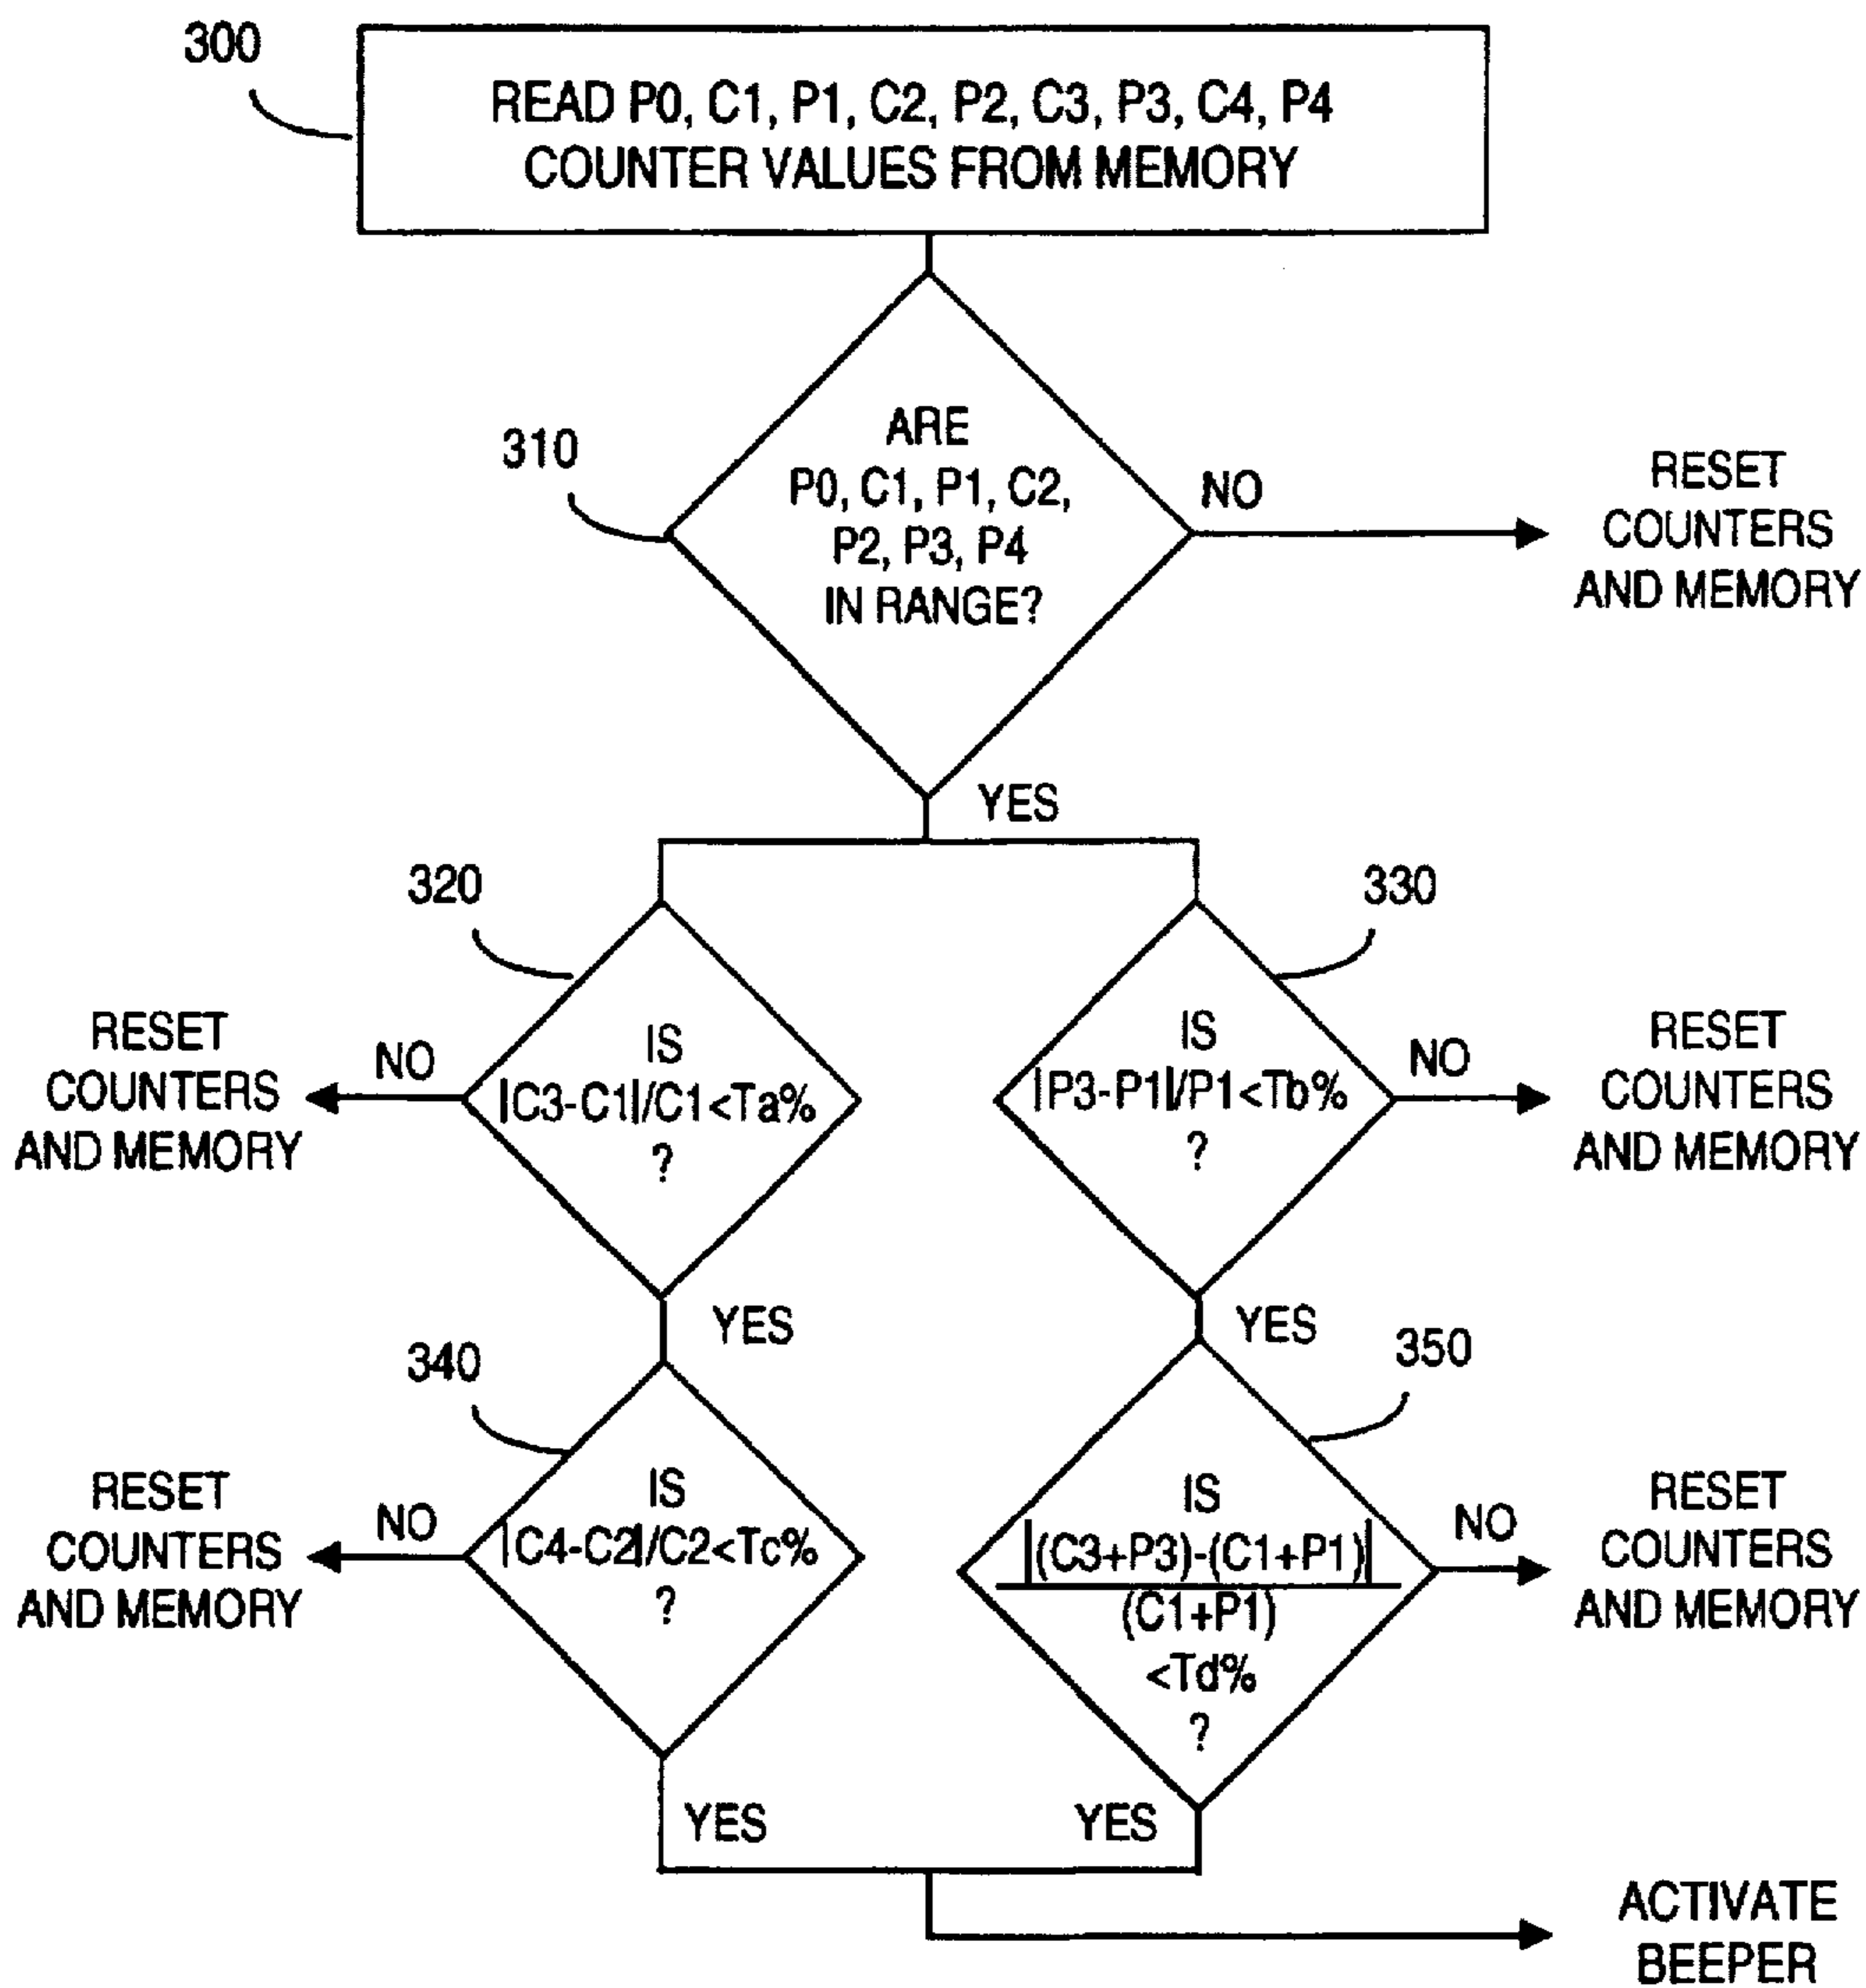 300
READ P0, C1, P1, C2, P2, C3, P3, C4, P4
COUNTER VALUES FROM MEMORY
310
ARE
P0, C1, P1, C2,
P2, P3, P4
IN RANGE?
NO
RESET
COUNTERS
AND MEMORY
YES
320
IS
|C3-C1|/C1<Ta%
?
NO
RESET
COUNTERS
AND MEMORY
YES
330
IS
|P3-P1|/P1<Tb%
?
NO
RESET
COUNTERS
AND MEMORY
YES
340
IS
|C4-C2|/C2<Tc%
?
NO
RESET
COUNTERS
AND MEMORY
YES
350
IS
|(C3+P3)-(C1+P1)|
(C1+P1)
<Td%
?
NO
RESET
COUNTERS
AND MEMORY
YES
ACTIVATE
BEEPER